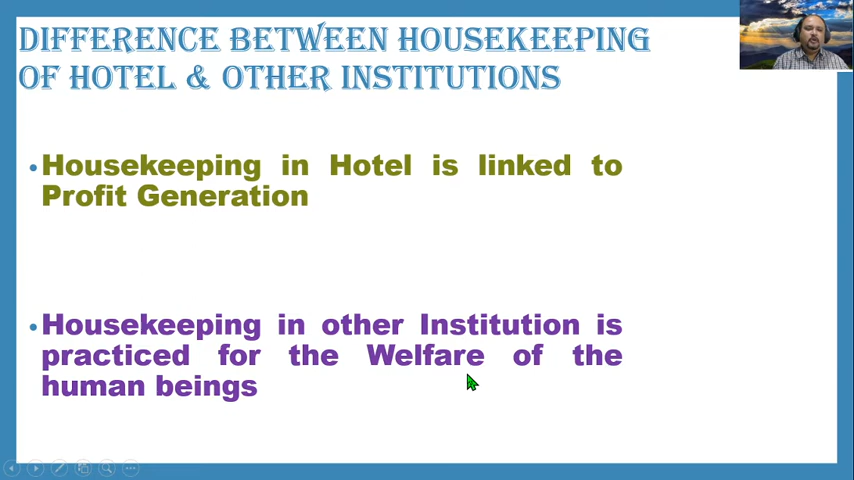 DIFFERENCE BETWEEN HOUSEKEEPING
OF HOTEL & OTHER INSTITUTIONS
•Housekeeping in Hotel is linked to
Profit Generation
•Housekeeping in other Institution is
practiced for the Welfare of the
human beings